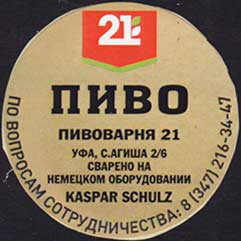 21
ПИВО
ПИВОВАРНЯ 21
УФА, С.АГИША 2/6
СВАРЕНО НА
НЕМЕЦКОМ ОБОРУДОВАНИИ
KASPAR SCHULZ
ПО ВОПРОСАМ СОТРУДНИЧЕСТВА: 8 (347) 216-34-47